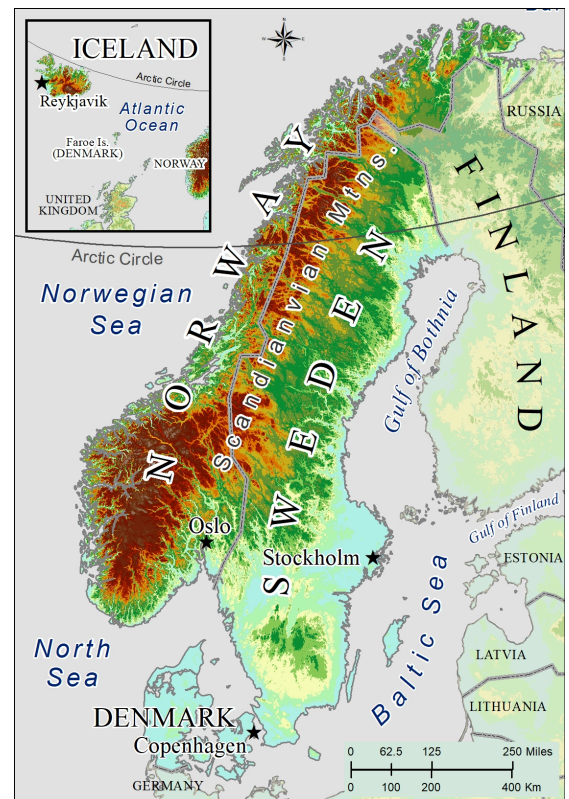 ICELAND
Arctic Circle
Reykjavik
Atlantic
Ocean
Faroe Is.
(DENMARK)
NORWAY
UNITED
KINGDOM
N
E
S
W
RUSSIA
FINLAND
NORWAY
Scandianvian Mtns.
SWEDEN
Arctic Circle
Norwegian
Sea
Gulf of Bothnia
Oslo
Stockholm
Gulf of Finland
ESTONIA
Baltic Sea
North
Sea
LATVIA
LITHUANIA
DENMARK
Copenhagen
GERMANY
0 62.5 125 250 Miles
0 100 200 400 Km